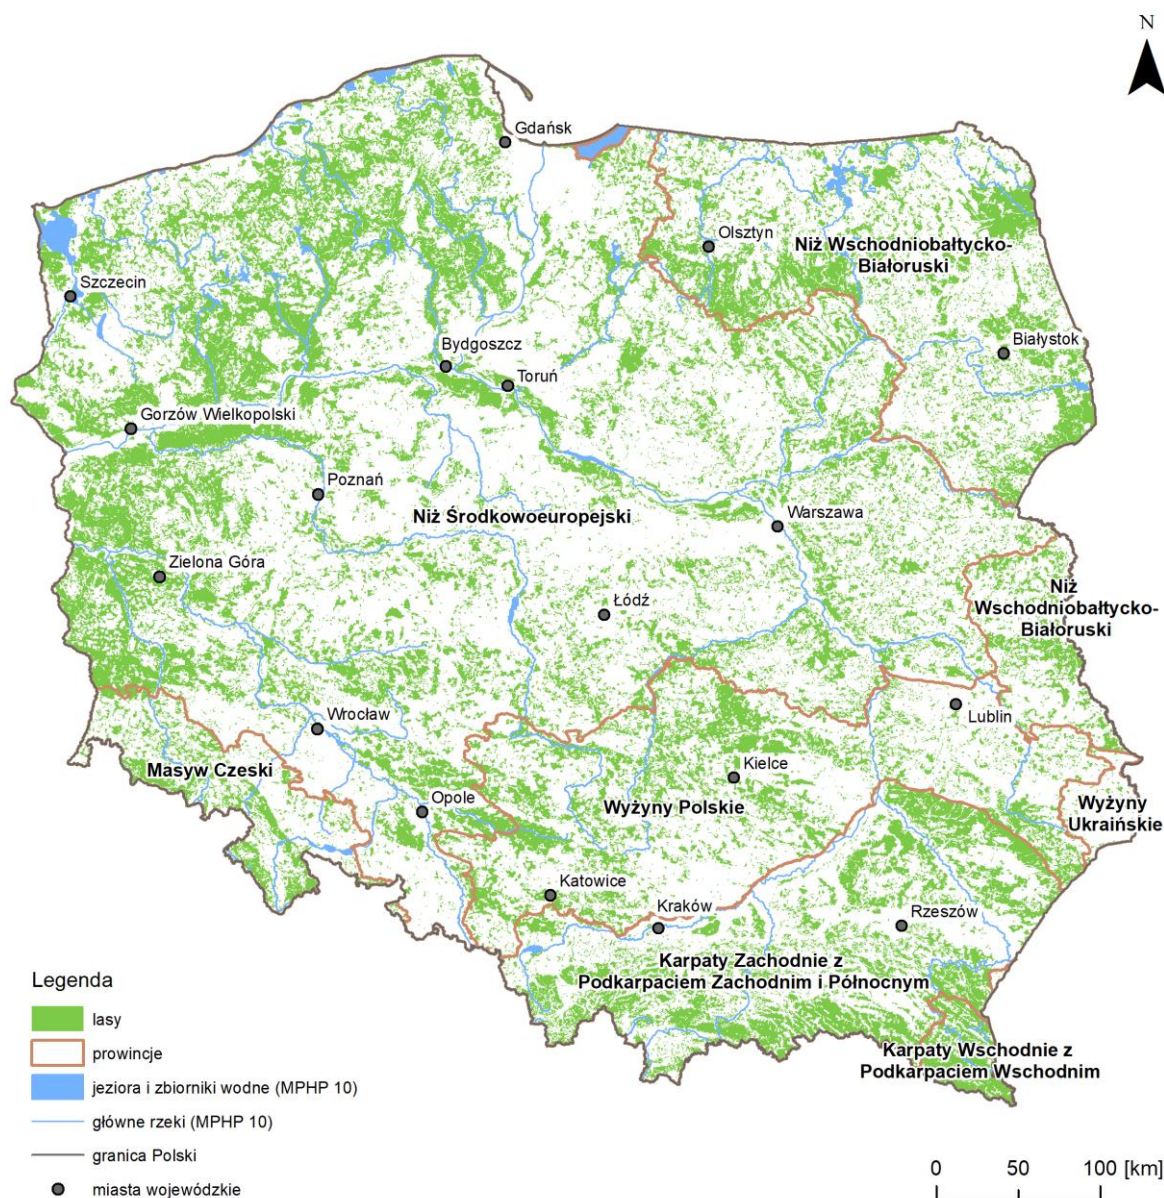 N
Gdańsk
Olsztyn
Niż Wschodniobałtycko-
Białoruski
Szczecin
Białystok
Bydgoszcz
Toruń
Gorzów Wielkopolski
Poznań
Niż Środkowoeuropejski
Warszawa
Zielona Góra
Łódź
Niż
Wschodniobałtycko-
Białoruski
Wrocław
Lublin
Masyw Czeski
Kielce
Opole
Wyżyny Polskie
Wyżyny
Ukraińskie
Katowice
Kraków
Rzeszów
Karpaty Zachodnie z
Podkarpaciem Zachodnim i Północnym
Karpaty Wschodnie z
Podkarpaciem Wschodnim
Legenda
lasy
prowincje
jeziora i zbiorniki wodne (MPHP 10)
główne rzeki (MPHP 10)
granica Polski
miasta wojewódzkie
0 50 100 [km]